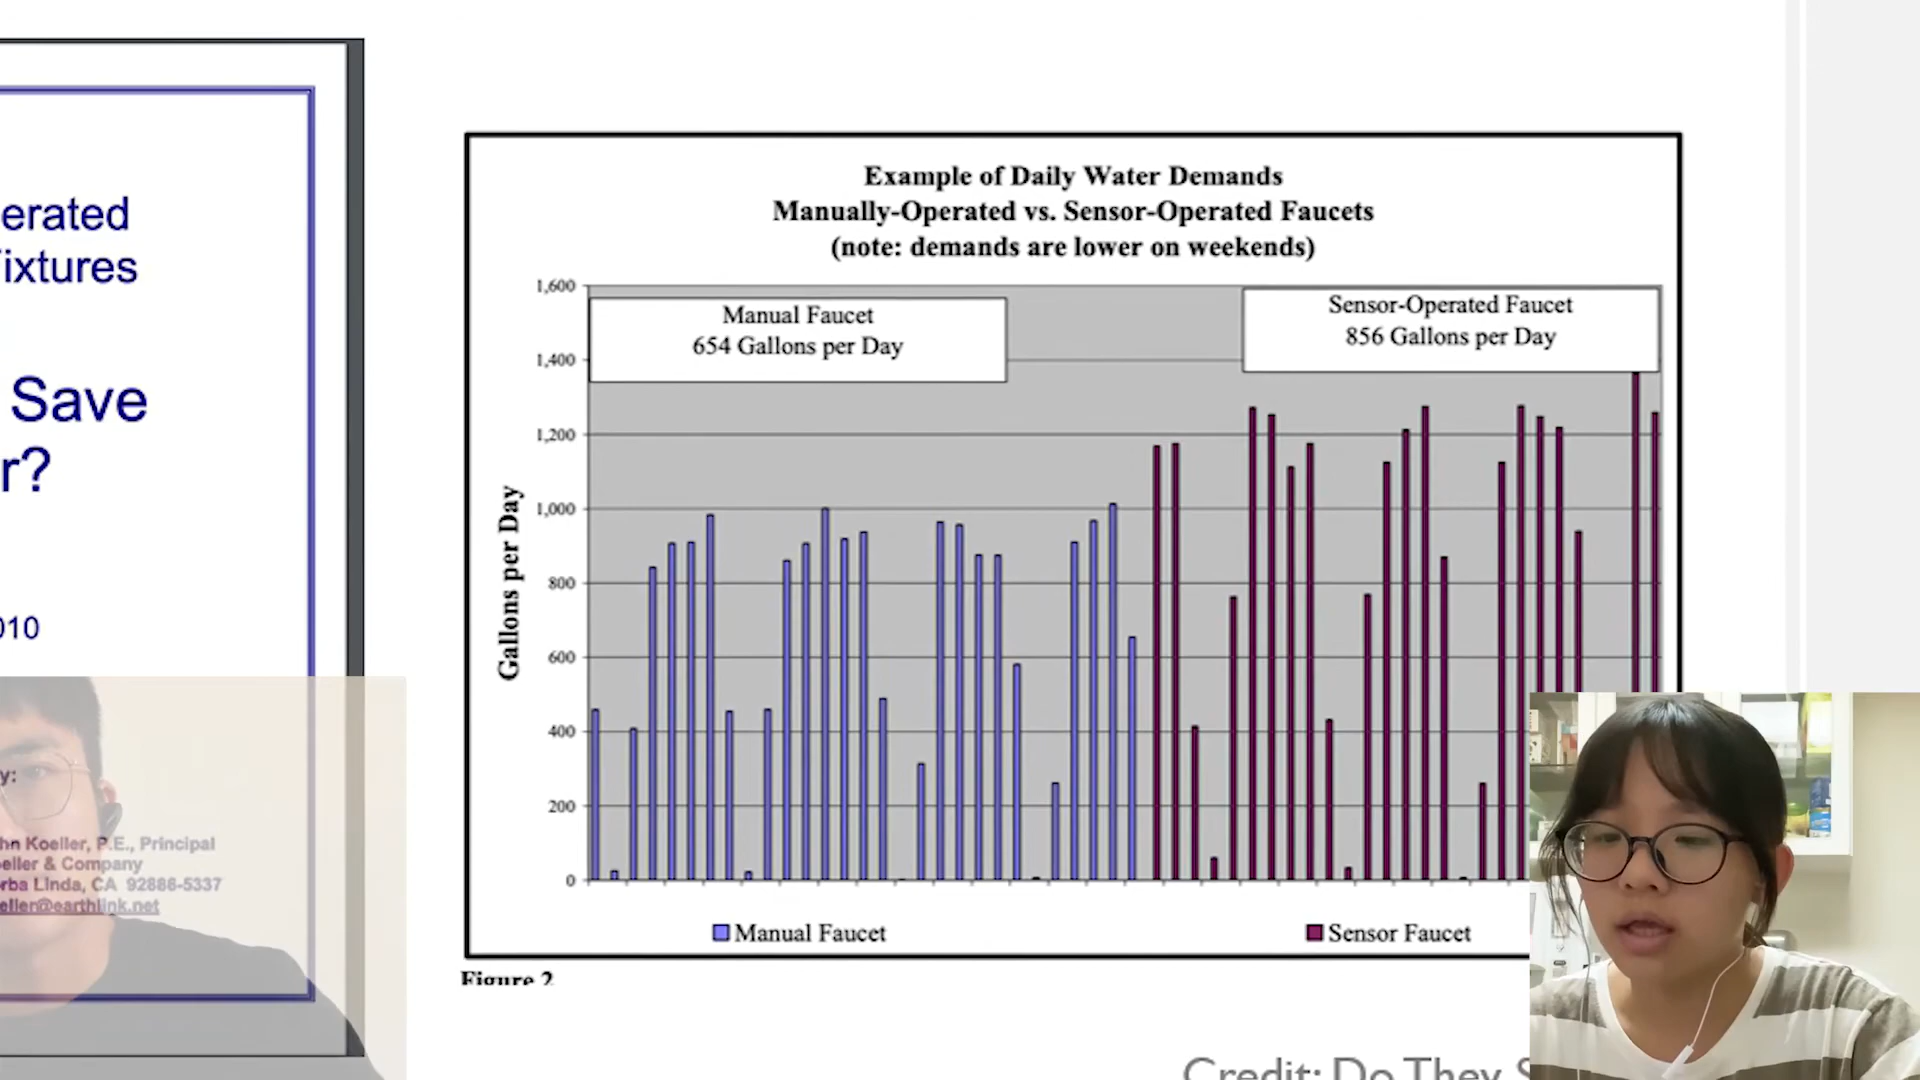 erated
ixtures
Save
r?
010
y:
hn Koeller, P.E., Principal
eller & Company
rba Linda, CA 92886-5337
eller@earthlink.net
Example of Daily Water Demands
Manually-Operated vs. Sensor-Operated Faucets
(note: demands are lower on weekends)
Manual Faucet
654 Gallons per Day
Sensor-Operated Faucet
856 Gallons per Day
Gallons per Day
1,600
1,400
1,200
1,000
800
600
400
200
0
Manual Faucet
Sensor Faucet
Figure 2
Credit: Do They S